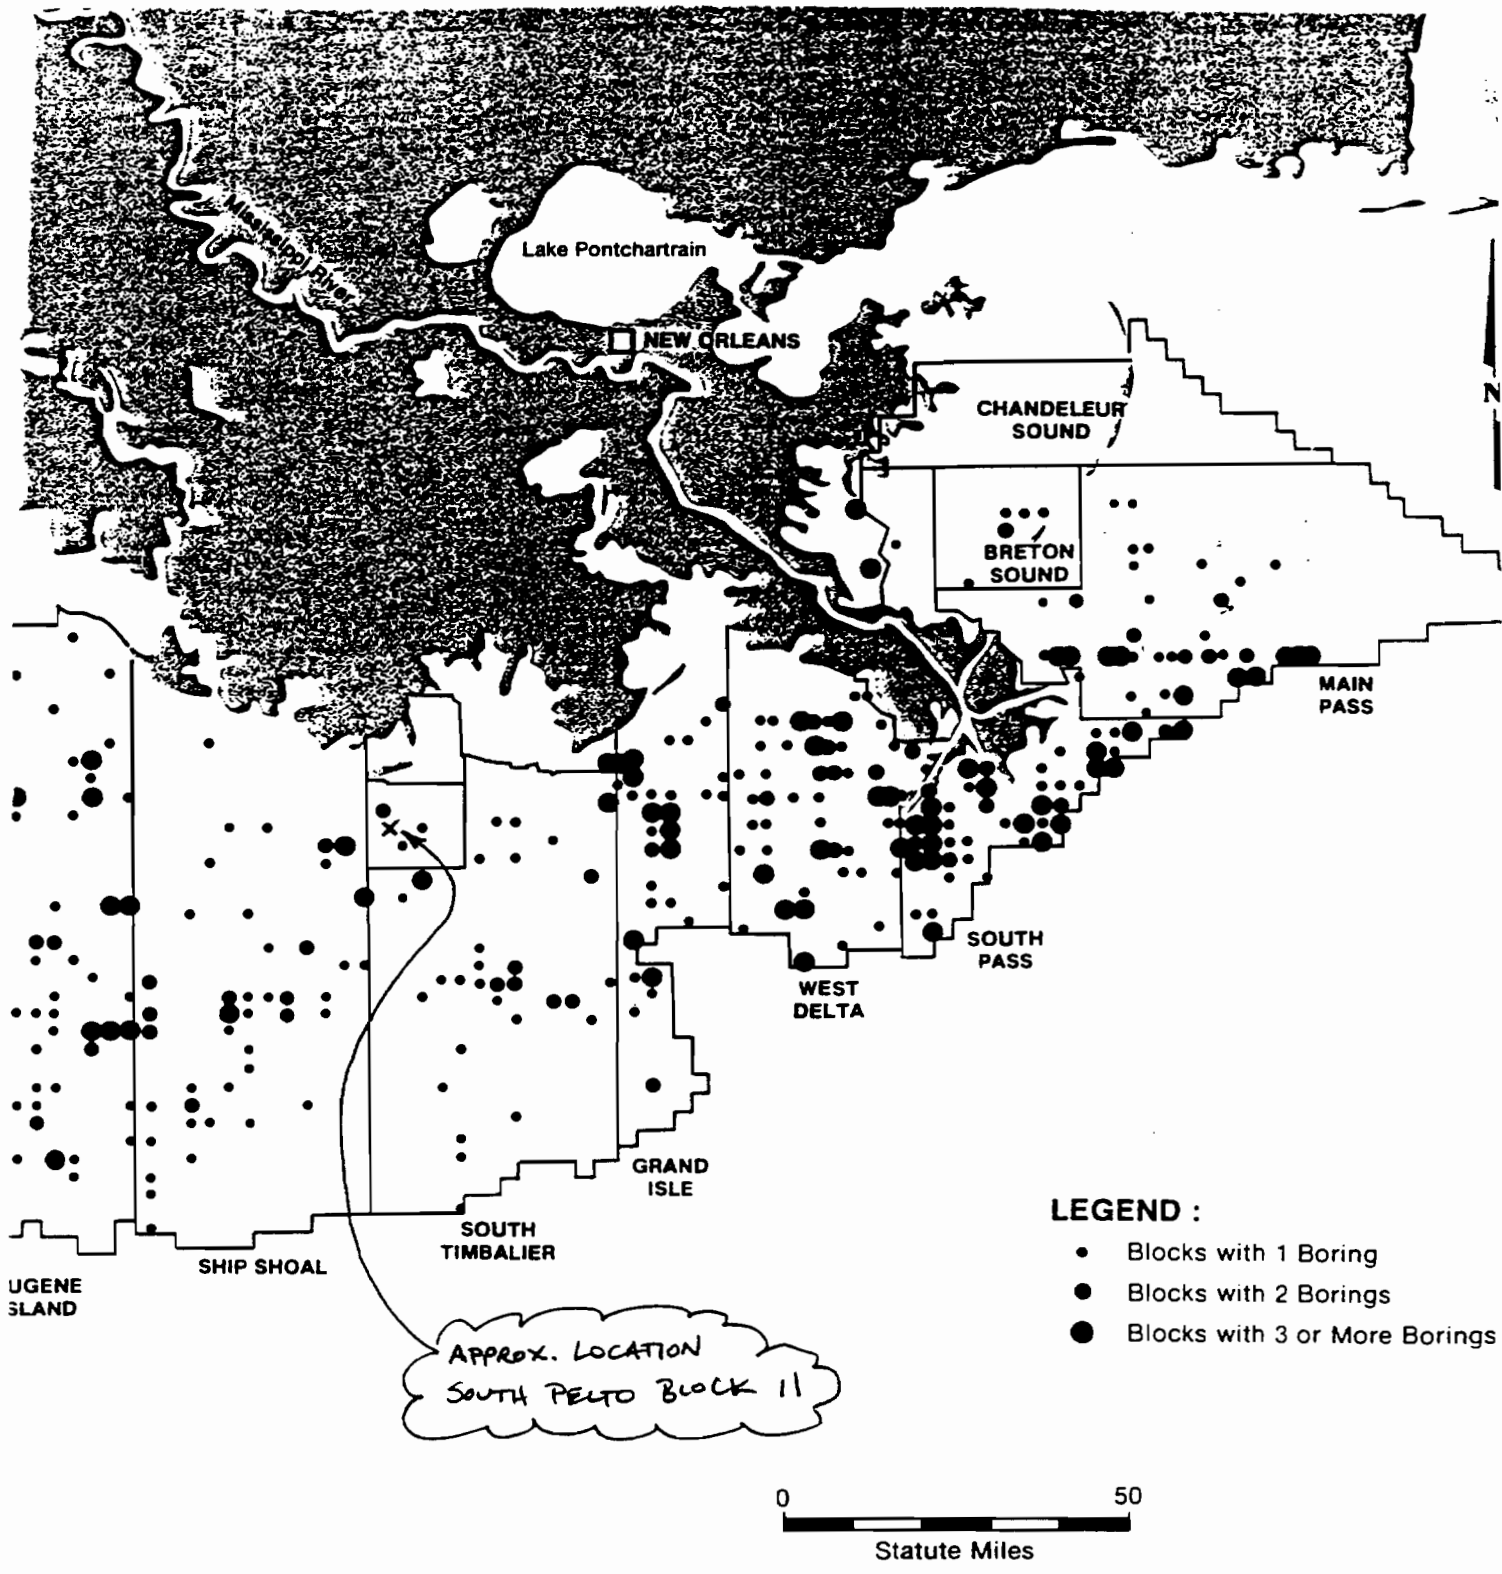 Mississippi River
Lake Pontchartrain
NEW ORLEANS
N
CHANDELEUR
SOUND
BRETON
SOUND
MAIN
PASS
SOUTH
PASS
WEST
DELTA
GRAND
ISLE
SOUTH
TIMBALIER
SHIP SHOAL
UGENE
SLAND
LEGEND :
Blocks with 1 Boring
Blocks with 2 Borings
Blocks with 3 or More Borings
APPROX. LOCATION
SOUTH PELTO BLOCK 11
0 50
Statute Miles